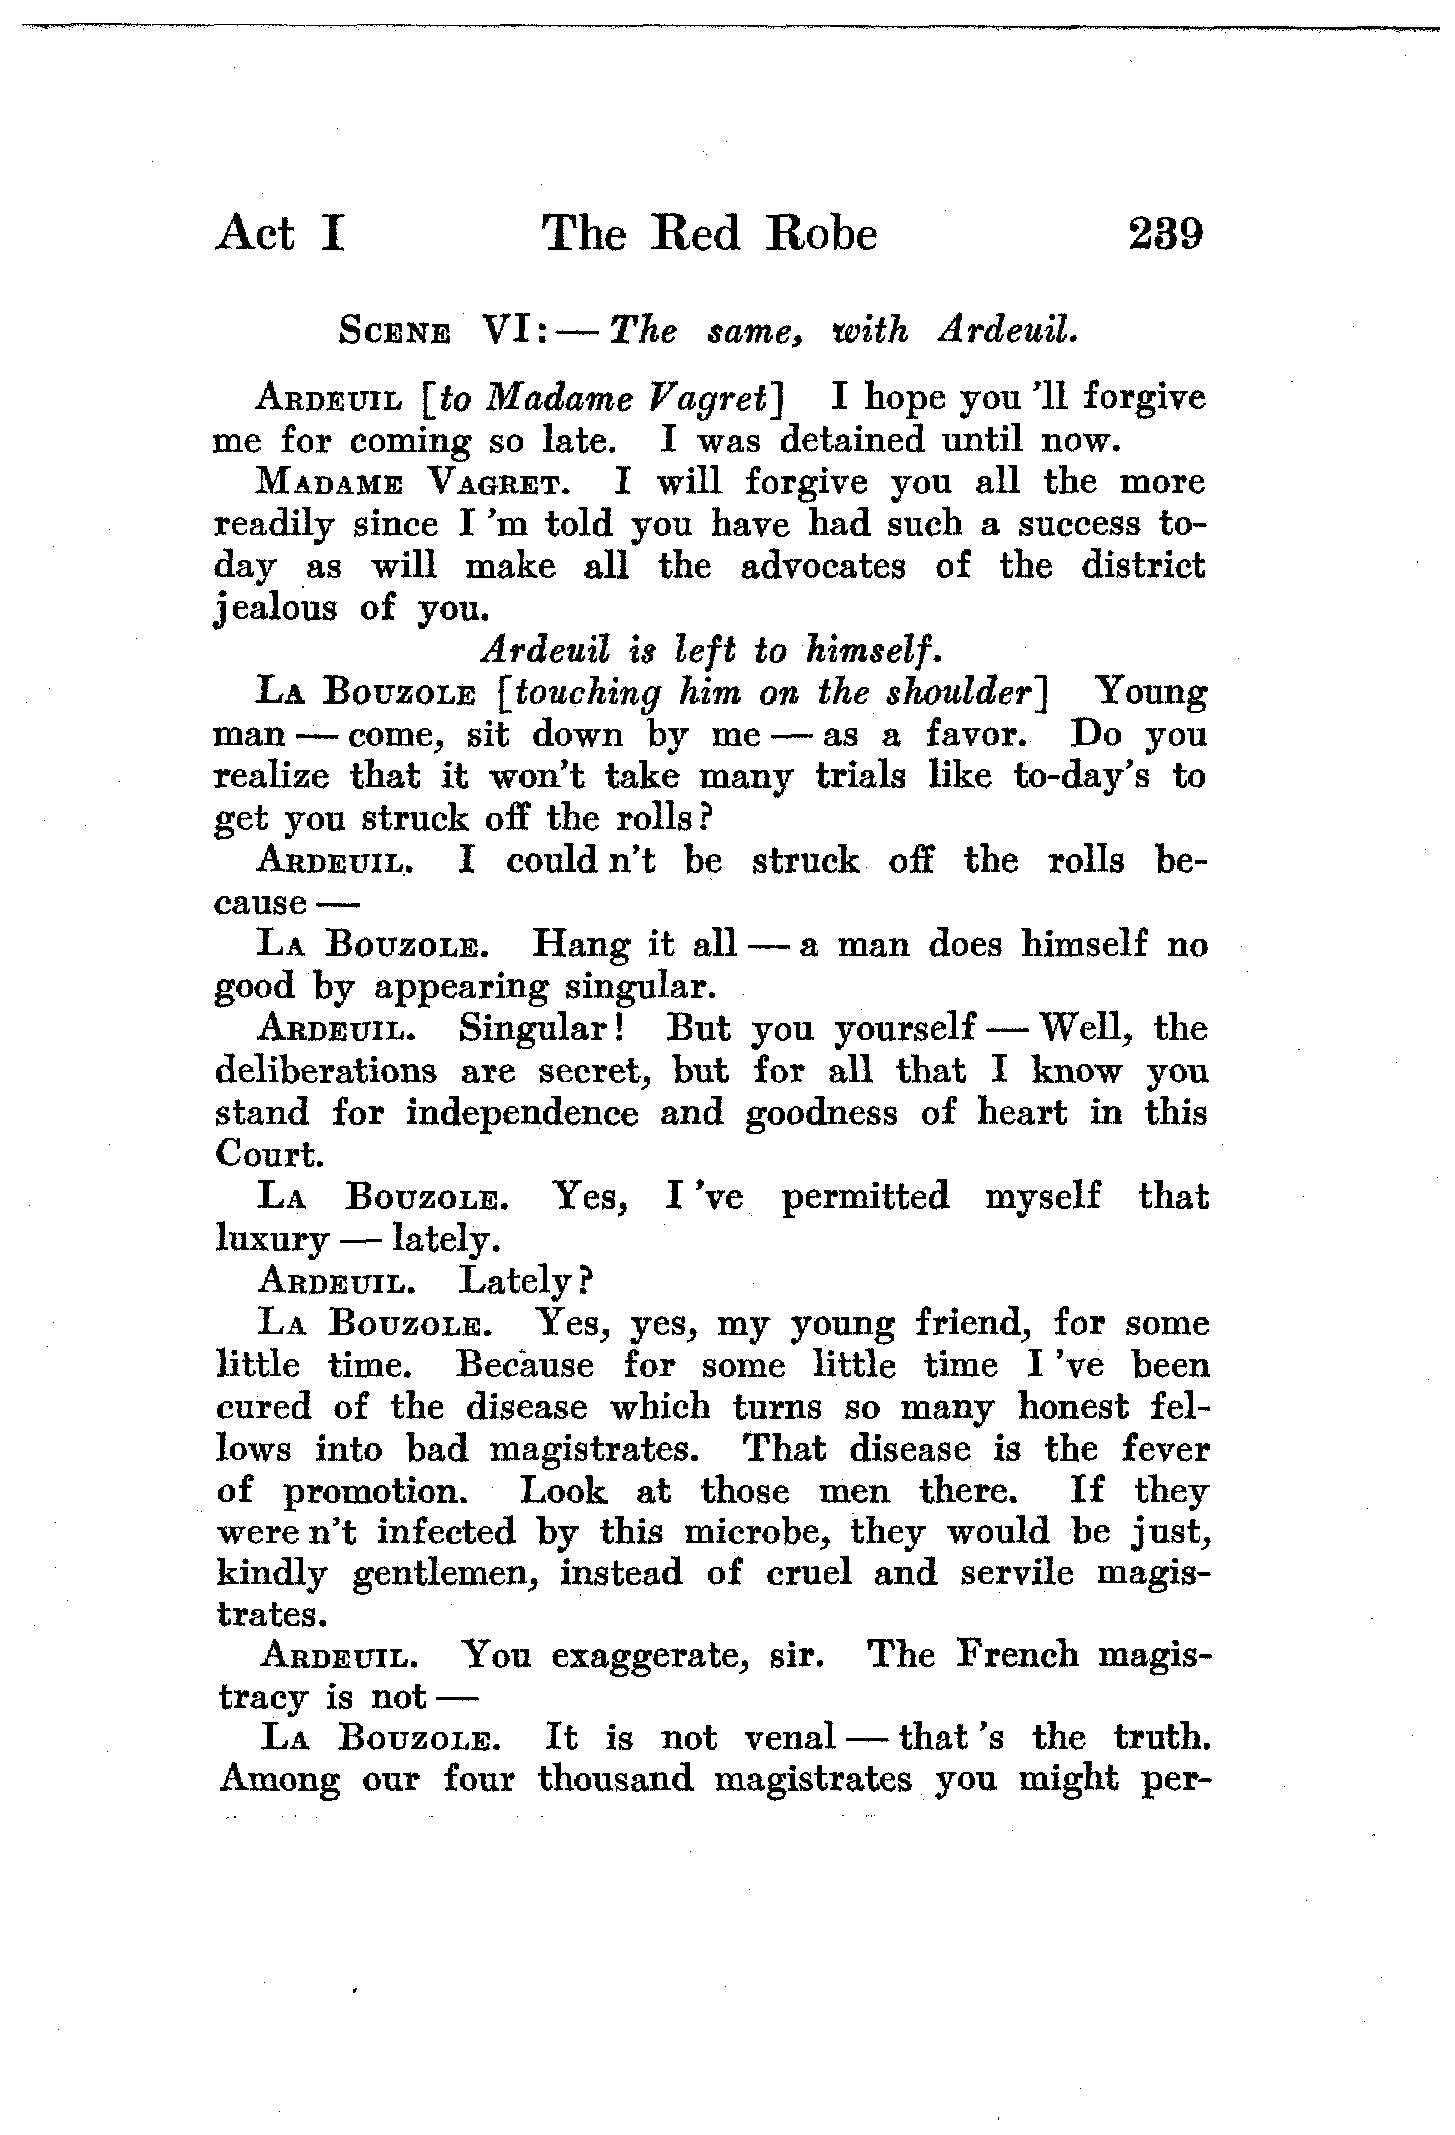 Act I The Red Robe 239
SCENE VI:— The same, with Ardeuil.
ARDEUIL [to Madame Vagret] I hope you 'll forgive
me for coming so late. I was detained until now.
MADAME VAGRET. I will forgive you all the more
readily since I 'm told you have had such a success to-
day as will make all the advocates of the district
jealous of you.
Ardeuil is left to himself.
LA BOUZOLE [touching him on the shoulder] Young
man — come, sit down by me — as a favor. Do you
realize that it won't take many trials like to-day's to
get you struck off the rolls?
ARDEUIL. I could n't be struck off the rolls be-
cause —
LA BOUZOLE. Hang it all — a man does himself no
good by appearing singular.
ARDEUIL. Singular! But you yourself — Well, the
deliberations are secret, but for all that I know you
stand for independence and goodness of heart in this
Court.
LA BOUZOLE. Yes, I 've permitted myself that
luxury — lately.
ARDEUIL. Lately?
LA BOUZOLE. Yes, yes, my young friend, for some
little time. Because for some little time I 've been
cured of the disease which turns so many honest fel-
lows into bad magistrates. That disease is the fever
of promotion. Look at those men there. If they
were n't infected by this microbe, they would be just,
kindly gentlemen, instead of cruel and servile magis-
trates.
ARDEUIL. You exaggerate, sir. The French magis-
tracy is not —
LA BOUZOLE. It is not venal — that 's the truth.
Among our four thousand magistrates you might per-